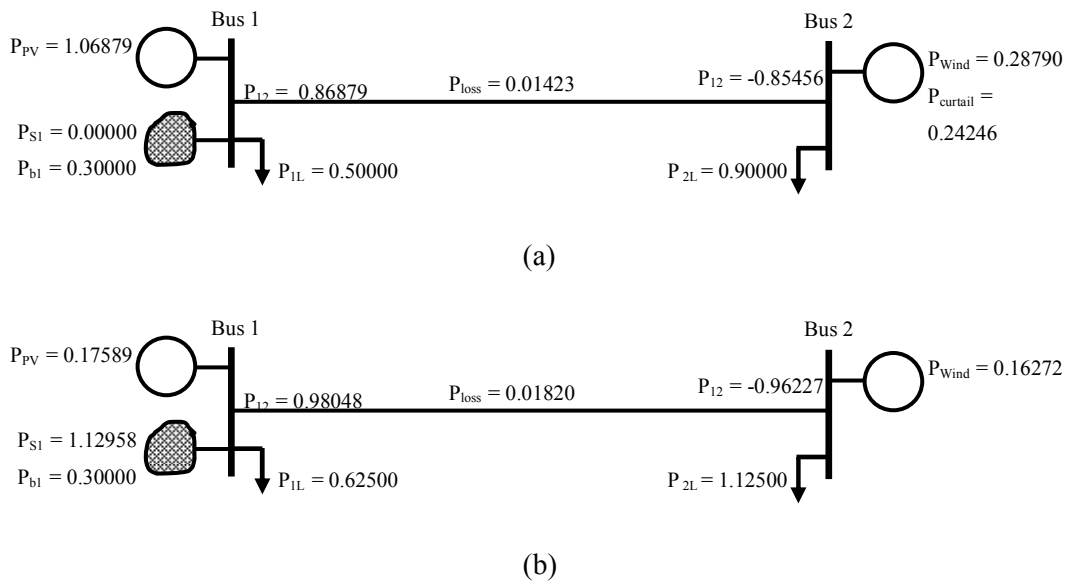 Bus 1
Bus 2
P_PV = 1.06879
P_Wind = 0.28790
P_12 = 0.86879
P_loss = 0.01423
P_12 = -0.85456
P_curtail =
0.24246
P_S1 = 0.00000
P_b1 = 0.30000
P_1L = 0.50000
P_2L = 0.90000
(a)
Bus 1
Bus 2
P_PV = 0.17589
P_Wind = 0.16272
P_12 = 0.98048
P_loss = 0.01820
P_12 = -0.96227
P_S1 = 1.12958
P_b1 = 0.30000
P_1L = 0.62500
P_2L = 1.12500
(b)